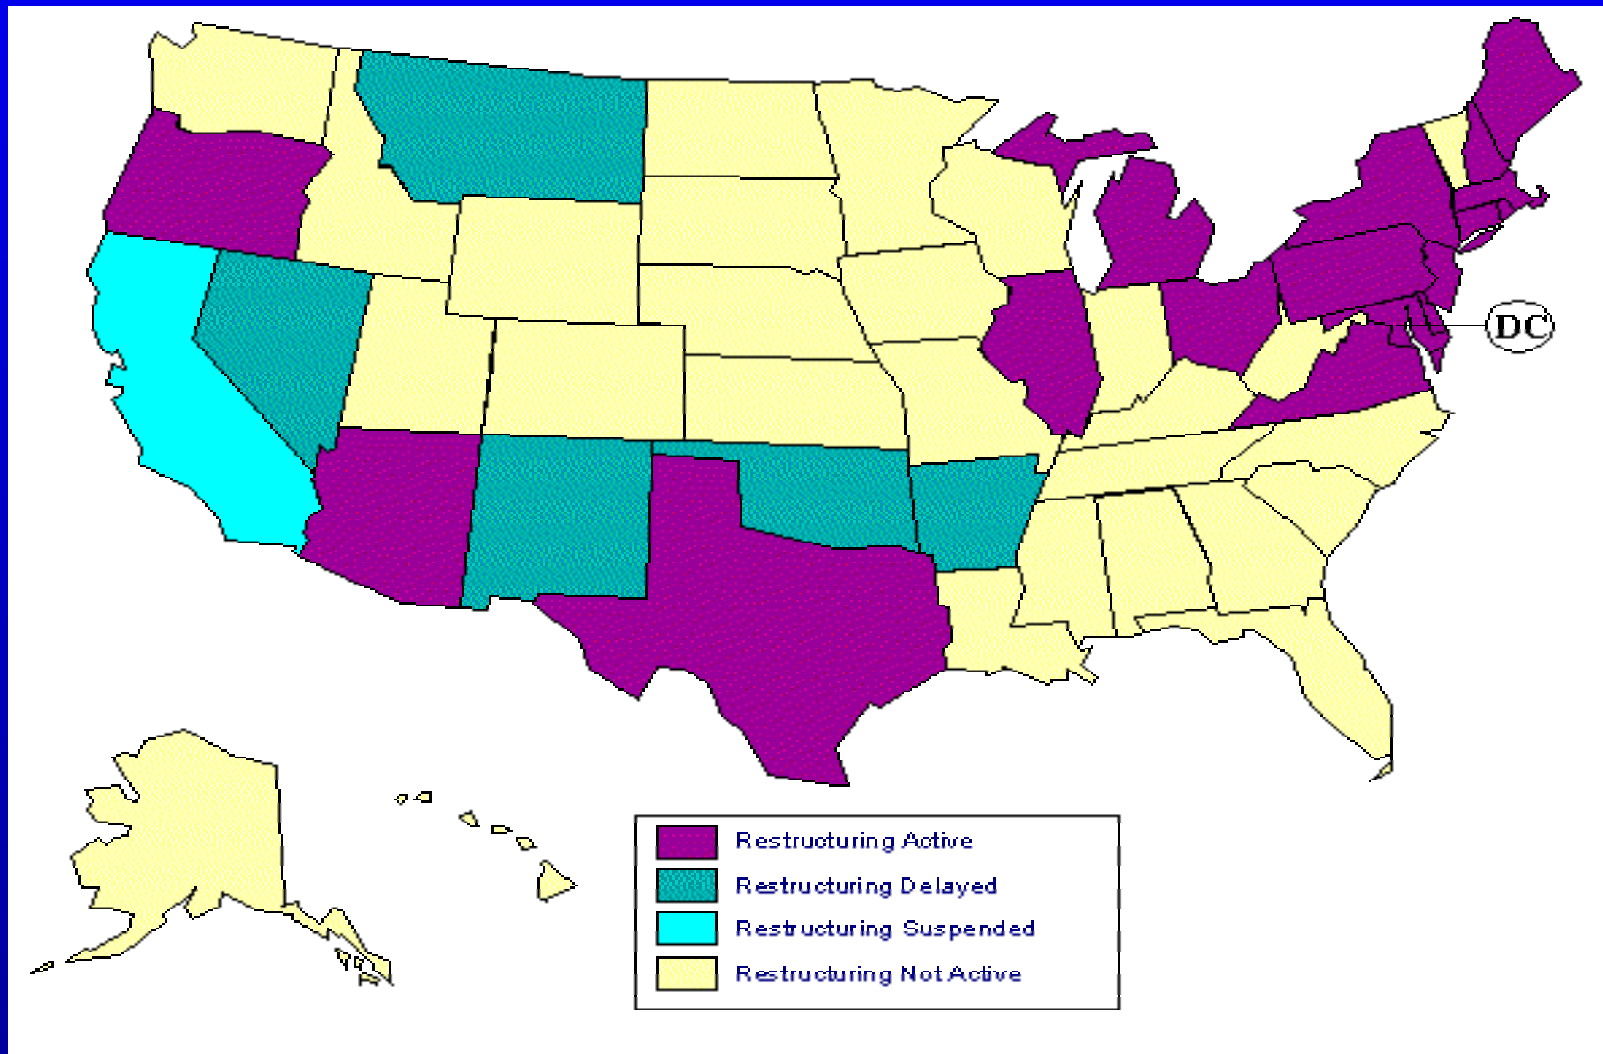 DC
Restructuring Active
Restructuring Delayed
Restructuring Suspended
Restructuring Not Active